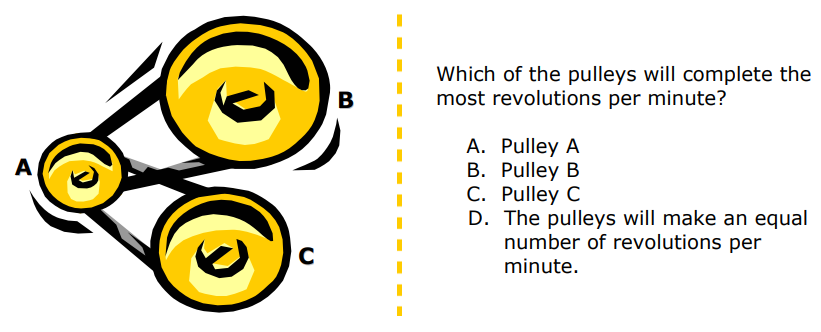 B
A
C
Which of the pulleys will complete the
most revolutions per minute?
A. Pulley A
B. Pulley B
C. Pulley C
D. The pulleys will make an equal
number of revolutions per
minute.